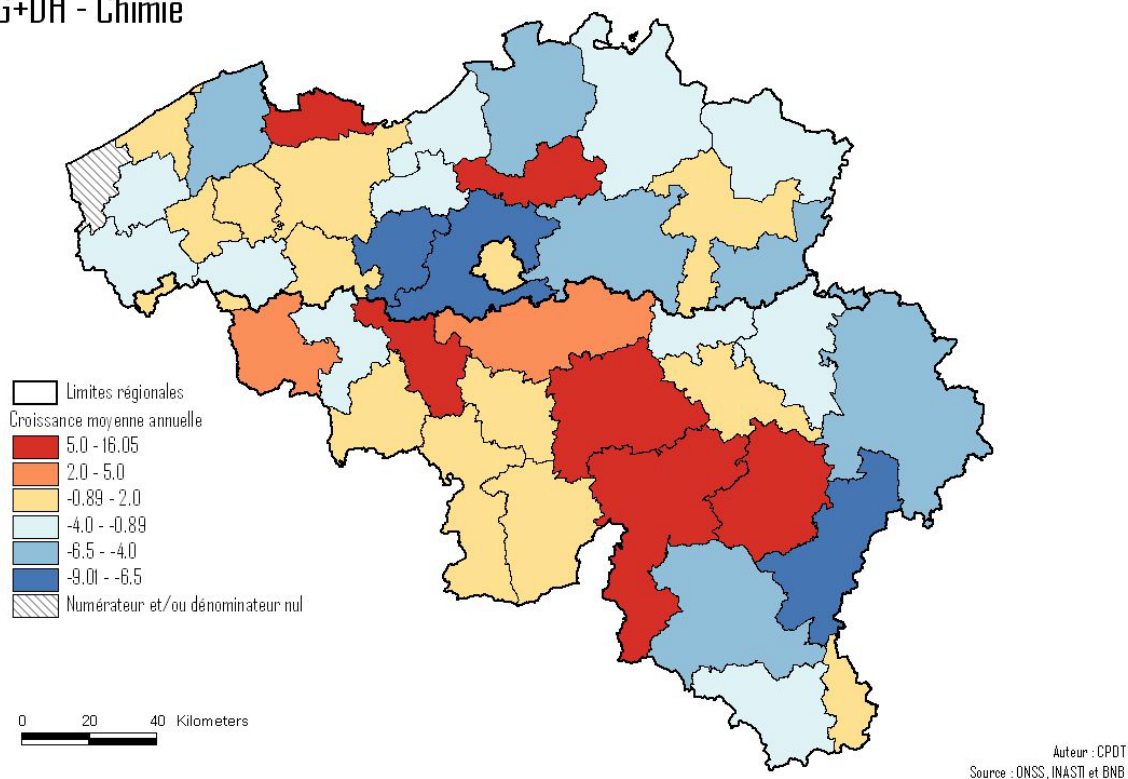 G+DH - Chimie
Limites régionales
Croissance moyenne annuelle
5.0 - 16.05
2.0 - 5.0
-0.89 - 2.0
-4.0 - -0.89
-6.5 - -4.0
-9.01 - -6.5
Numérateur et/ou dénominateur nul
0 20 40 Kilometers
Auteur : CPDT
Source : ONSS, INASTI et BNB